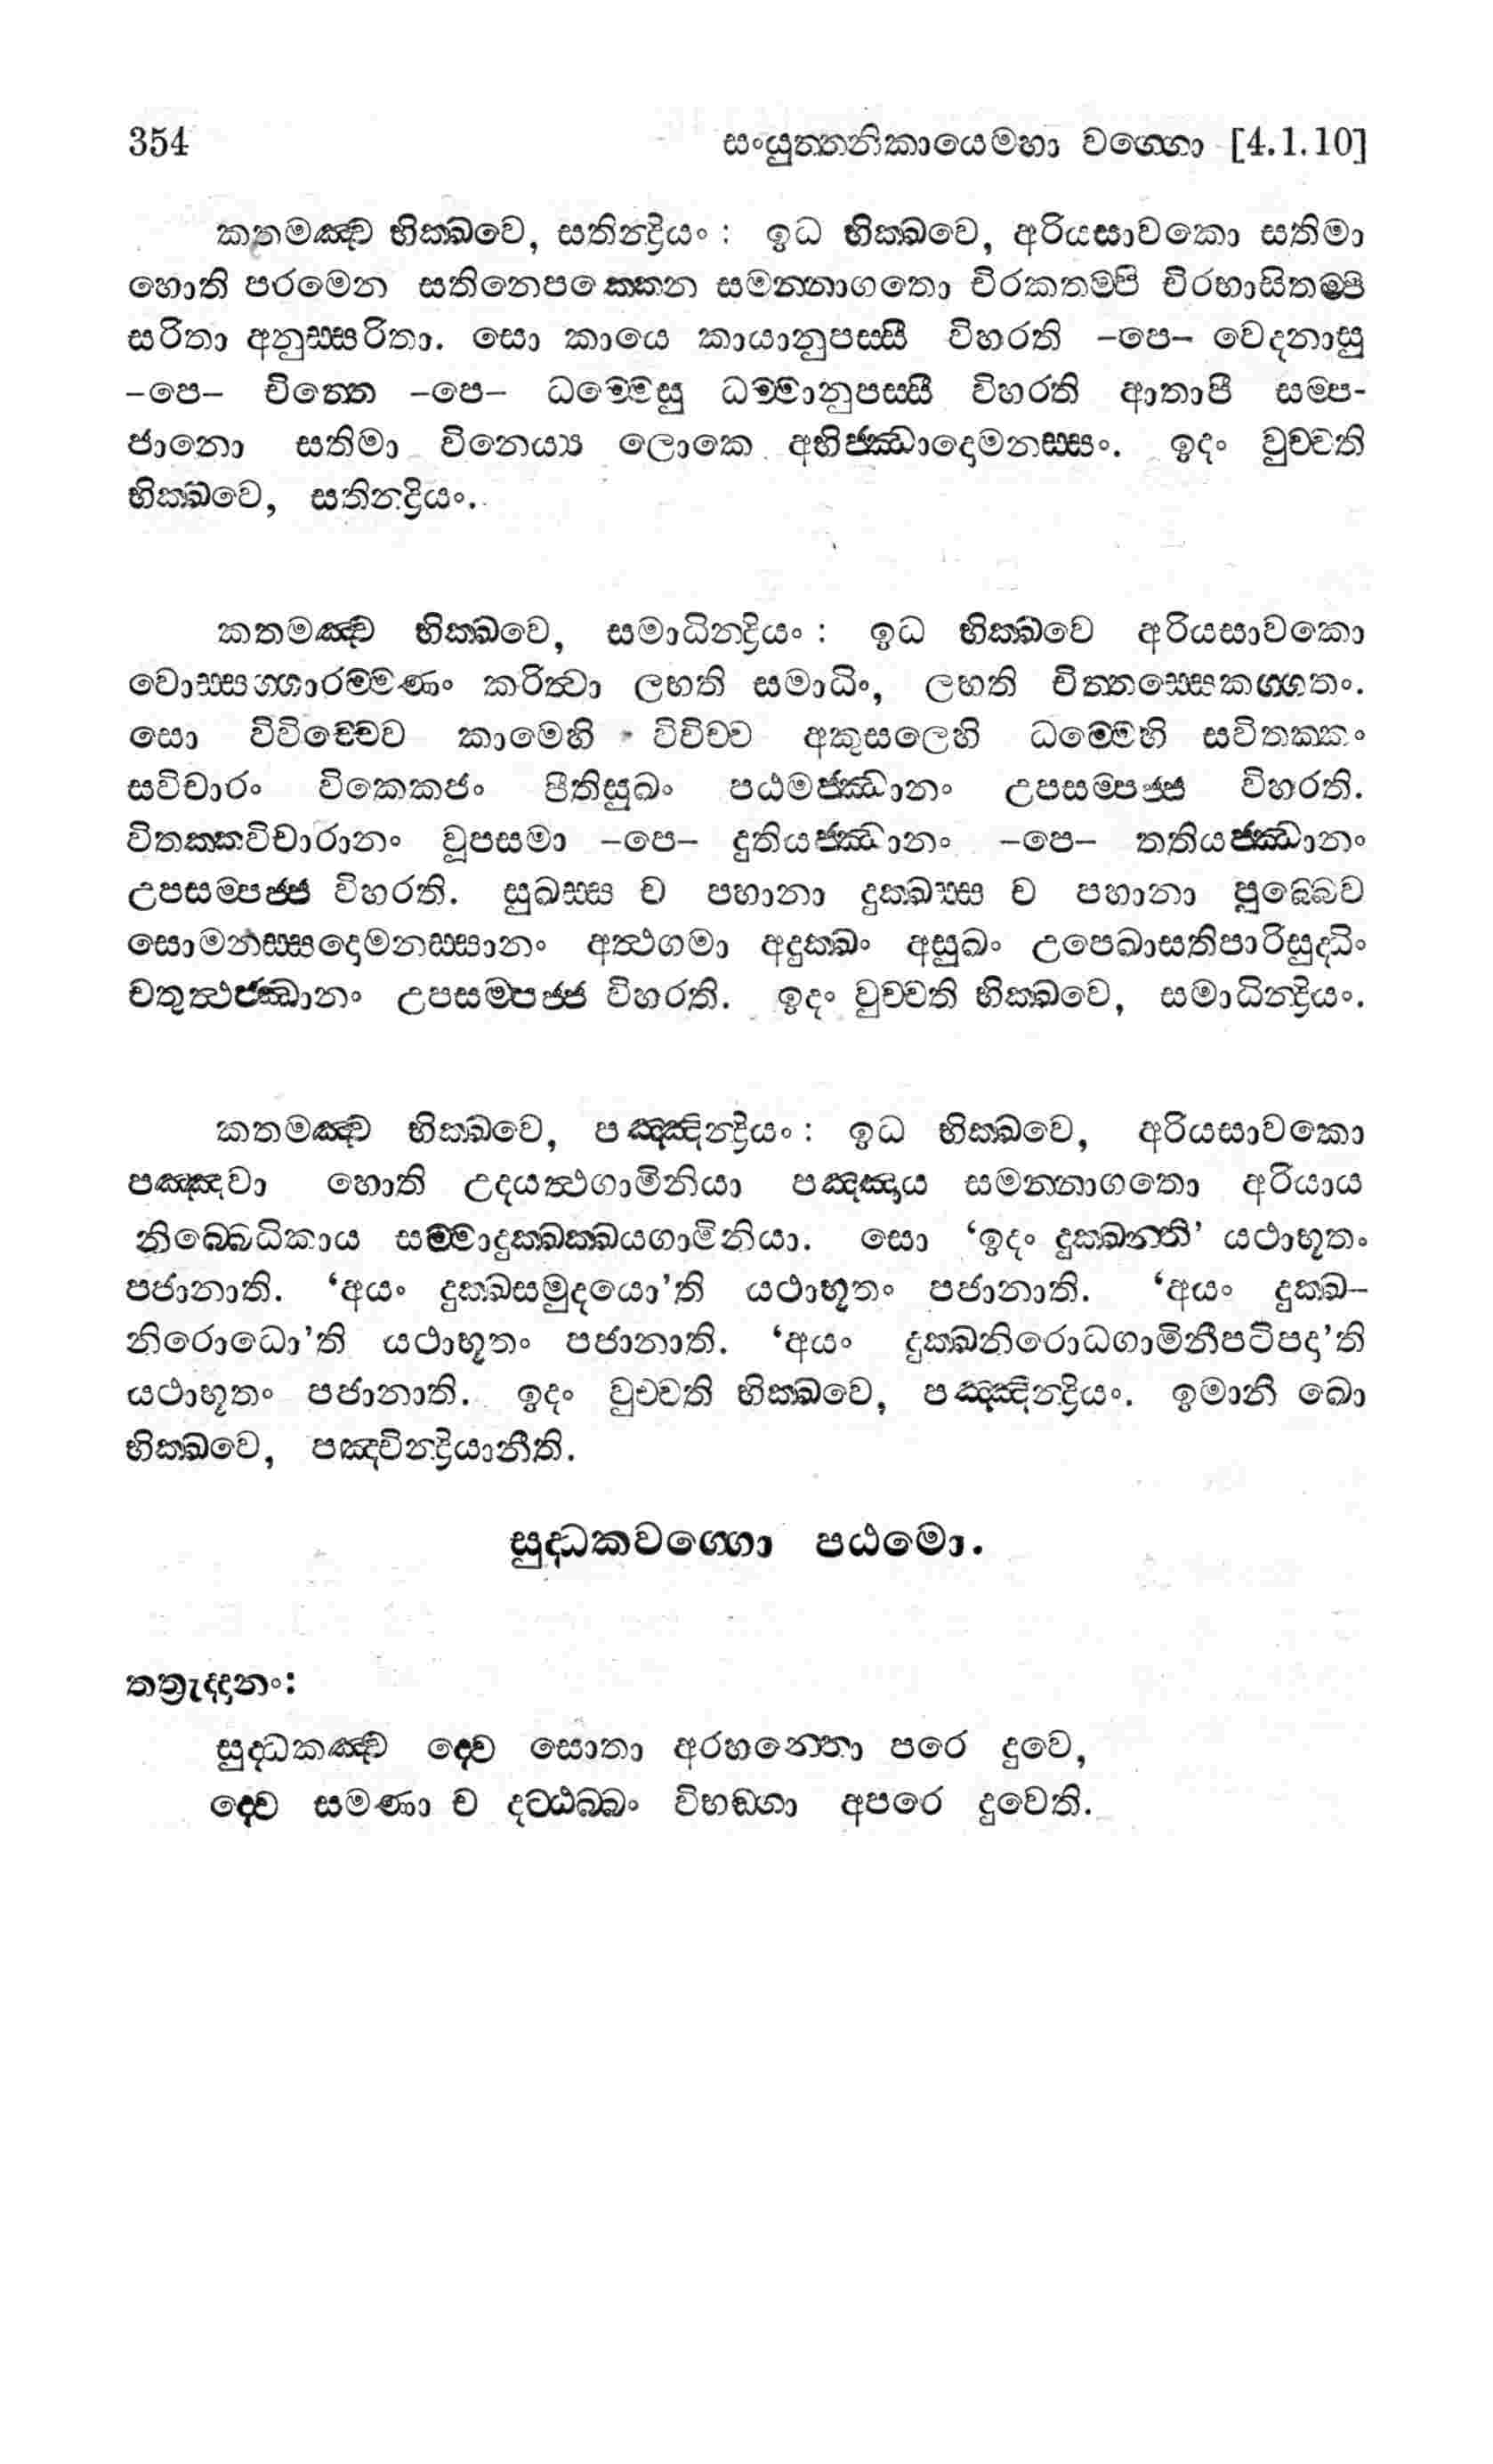 354 සංයුත්තනිකායෙමහා වග්ගො [4.1.10]
කතමඤ්ච භික්ඛවෙ, සතින්ද්‍රියං : ඉධ භික්ඛවෙ, අරියසාවකො සතිමා
හොති පරමෙන සතිනෙපක්කෙන සමන්නාගතො චිරකතම්පි චිරභාසිතම්පි
සරිතා අනුස්සරිතා. සො කායෙ කායානුපස්සී විහරති –පෙ– වෙදනාසු
–පෙ– චිත්තෙ –පෙ– ධම්මෙසු ධම්මානුපස්සී විහරති ආතාපී සම්ප-
ජානො සතිමා විනෙය්‍ය ලොකෙ අභිජ්ඣාදොමනස්සං. ඉදං වුච්චති
භික්ඛවෙ, සතින්ද්‍රියං.
කතමඤ්ච භික්ඛවෙ, සමාධින්ද්‍රියං : ඉධ භික්ඛවෙ අරියසාවකො
වොස්සග්ගාරම්මණං කරිත්‍වා ලභති සමාධිං, ලභති චිත්තස්සෙකග්ගතං.
සො විවිච්චෙව කාමෙහි විවිච්ච අකුසලෙහි ධම්මෙහි සවිතක්කං
සවිචාරං විකෙකජං පීතිසුඛං පඨමජ්ඣානං උපසම්පජ්ජ විහරති.
විතක්කවිචාරානං වූපසමා –පෙ– දුතියජ්ඣානං –පෙ– තතියජ්ඣානං
උපසම්පජ්ජ විහරති. සුඛස්ස ච පහානා දුක්ඛස්ස ච පහානා පුබ්බෙව
සොමනස්සදොමනස්සානං අත්‍ථගමා අදුක්ඛං අසුඛං උපෙඛාසතිපාරිසුද්ධිං
චතුත්‍ථජ්ඣානං උපසම්පජ්ජ විහරති. ඉදං වුච්චති භික්ඛවෙ, සමාධින්ද්‍රියං.
කතමඤ්ච භික්ඛවෙ, පඤ්ඤින්ද්‍රියං : ඉධ භික්ඛවෙ, අරියසාවකො
පඤ්ඤවා හොති උදයත්‍ථගාමිනියා පඤ්ඤාය සමන්නාගතො අරියාය
නිබ්බෙධිකාය සම්මාදුක්ඛක්ඛයගාමිනියා. සො ‘ඉදං දුක්ඛන්ති’ යථාභූතං
පජානාති. ‘අයං දුක්ඛසමුදයො’ති යථාභූතං පජානාති. ‘අයං දුක්ඛ–
නිරොධො’ති යථාභූතං පජානාති. ‘අයං දුක්ඛනිරොධගාමිනීපටිපදා’ති
යථාභූතං පජානාති. ඉදං වුච්චති භික්ඛවෙ, පඤ්ඤින්ද්‍රියං. ඉමානි ඛො
භික්ඛවෙ, පඤ්චින්ද්‍රියානීති.
සුද්ධකවග්ගො පඨමො.
තත්‍රැද්දානං:
සුද්ධකඤ්ච ද්වෙ සොතා අරහන්තො පරෙ දුවෙ,
ද්වෙ සමණා ච දට්ඨබ්බං විභඞ්ගා අපරෙ දුවෙති.